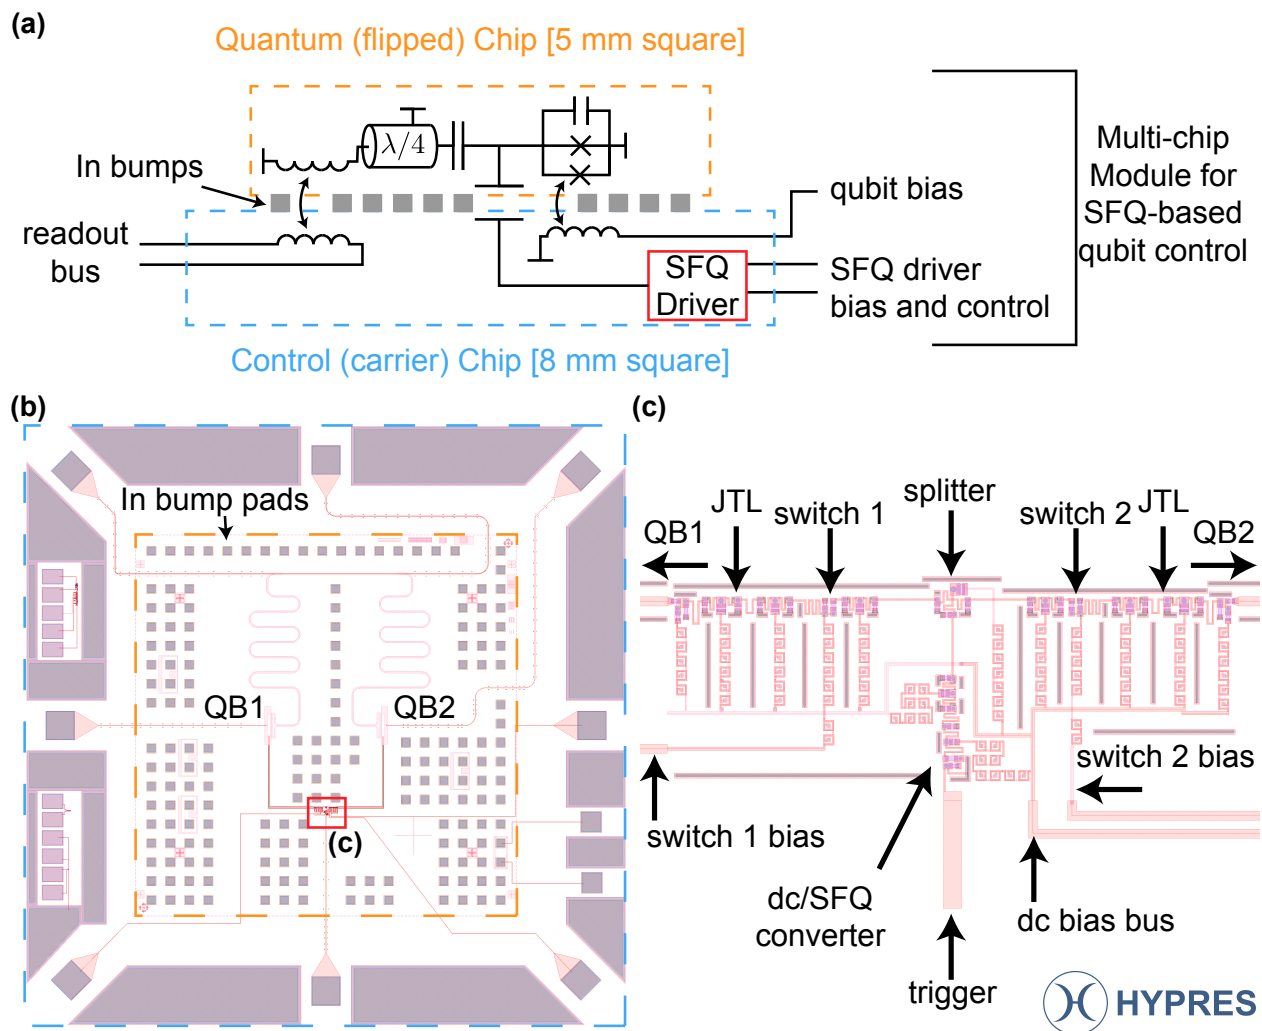 (a)
Quantum (flipped) Chip [5 mm square]
λ/4
In bumps
readout
bus
qubit bias
SFQ
Driver
SFQ driver
bias and control
Multi-chip
Module for
SFQ-based
qubit control
Control (carrier) Chip [8 mm square]
(b)
In bump pads
QB1
QB2
(c)
(c)
QB1
JTL
switch 1
splitter
switch 2
JTL
QB2
switch 1 bias
switch 2 bias
dc/SFQ
converter
dc bias bus
trigger
HYPRES